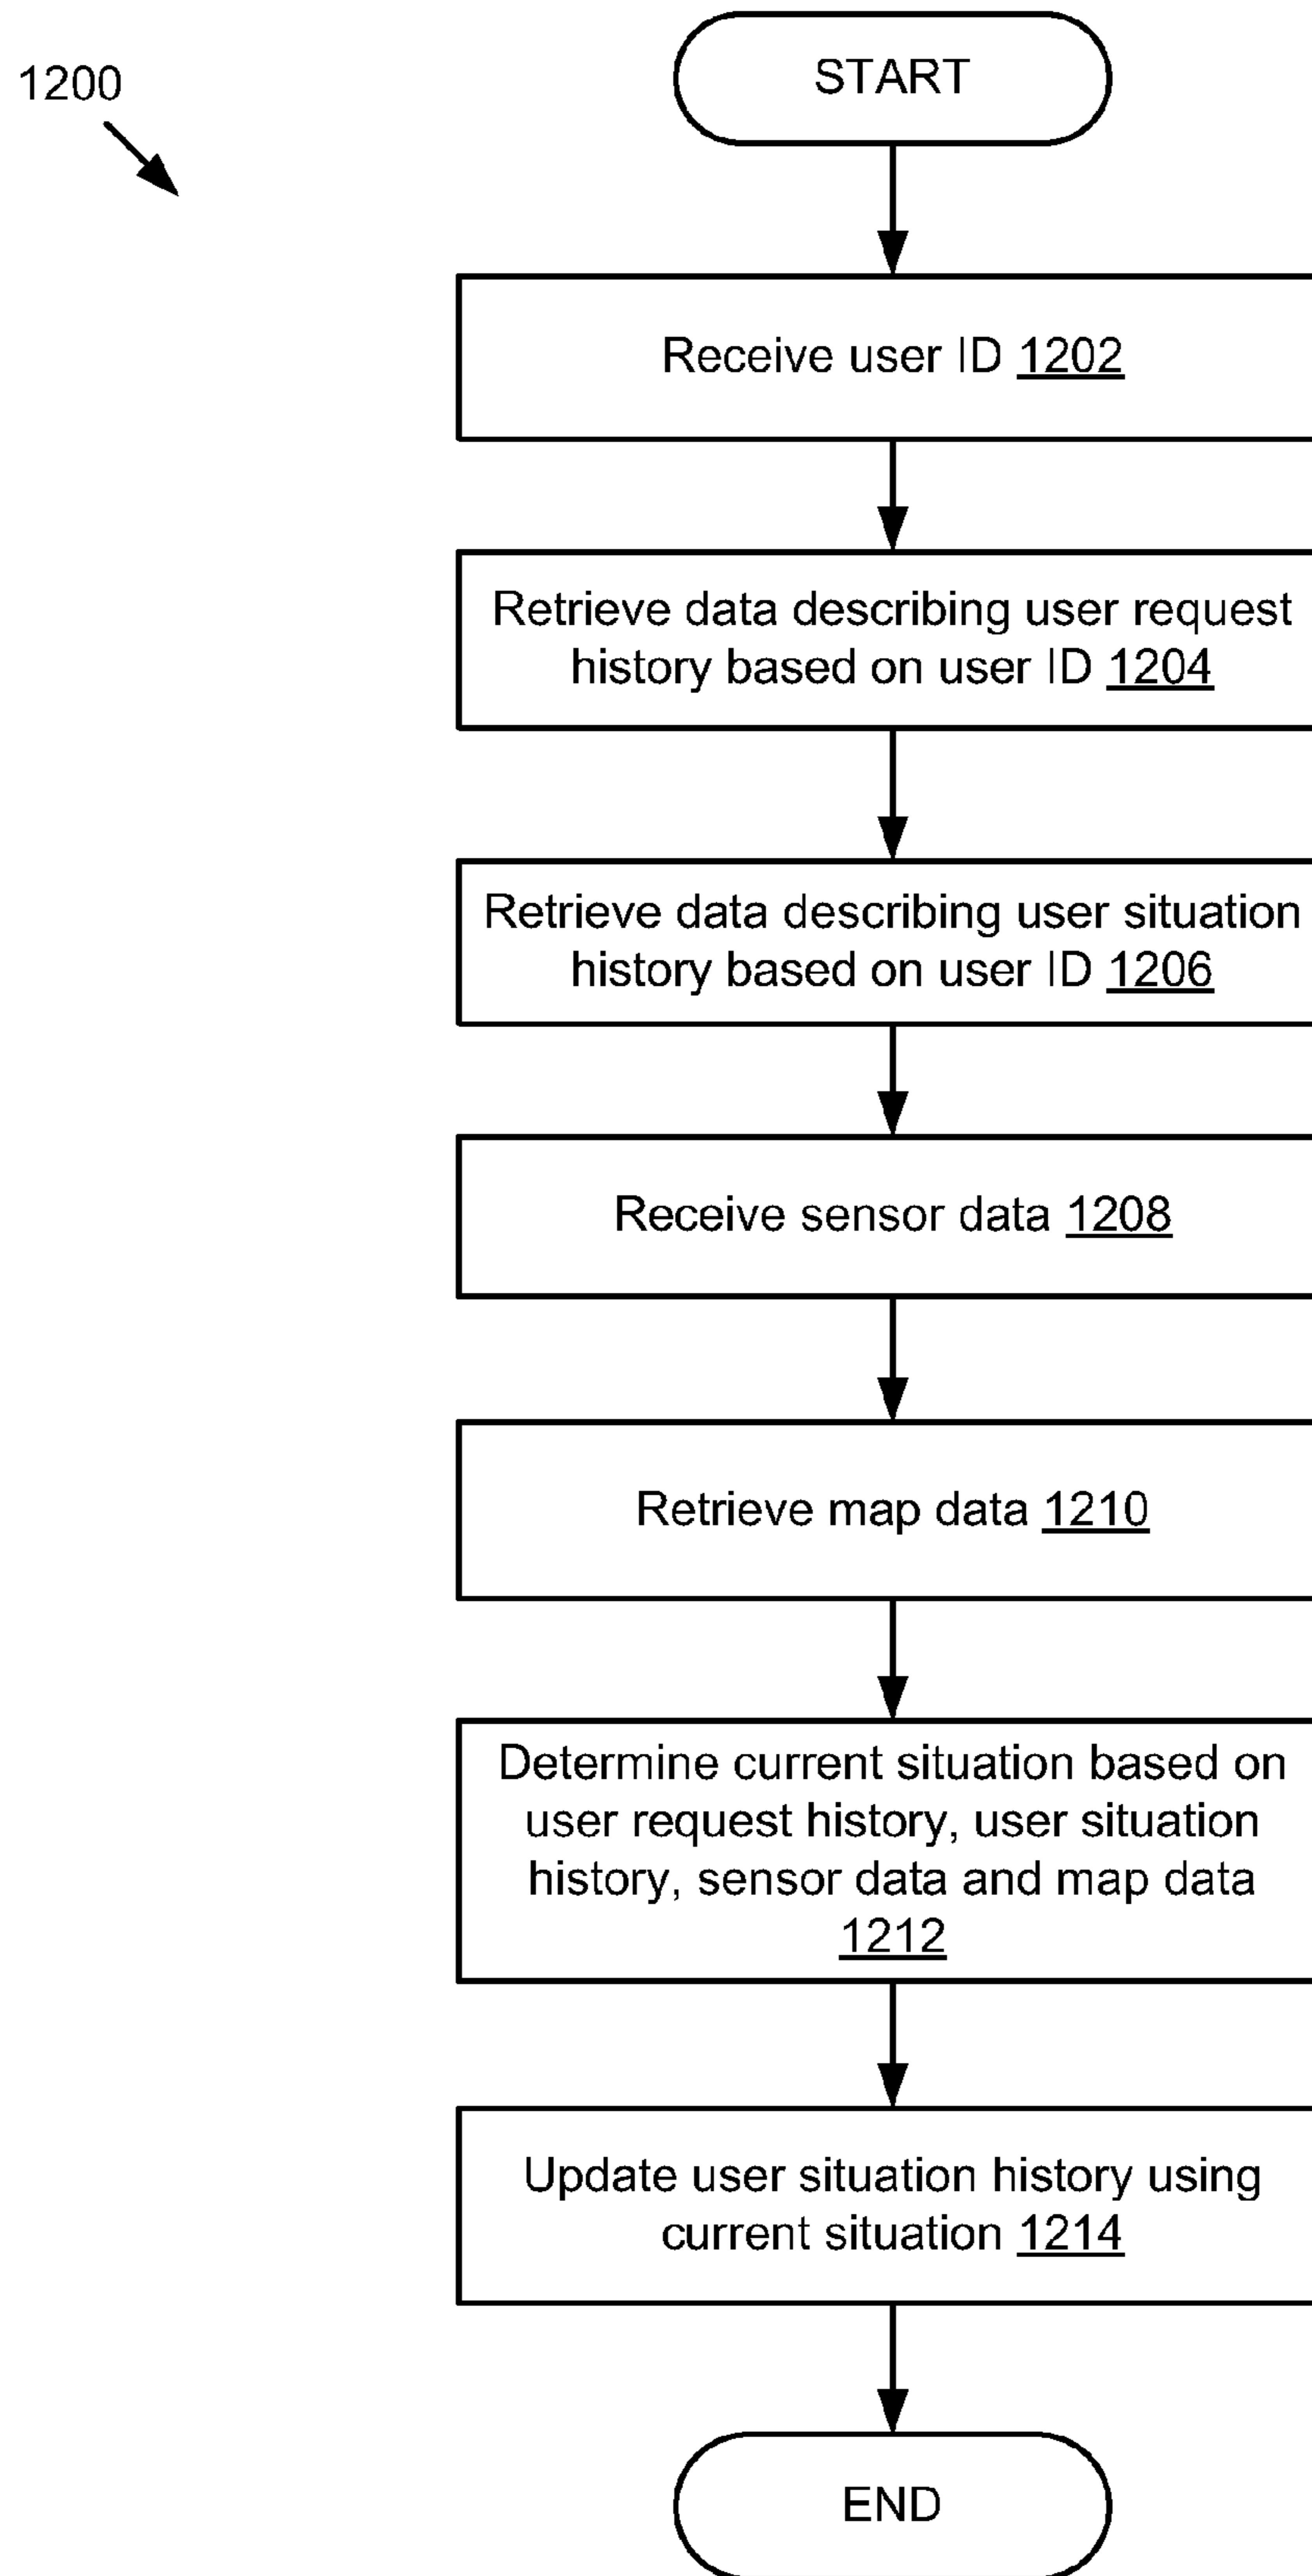 1200
START
Receive user ID 1202
Retrieve data describing user request
history based on user ID 1204
Retrieve data describing user situation
history based on user ID 1206
Receive sensor data 1208
Retrieve map data 1210
Determine current situation based on
user request history, user situation
history, sensor data and map data
1212
Update user situation history using
current situation 1214
END